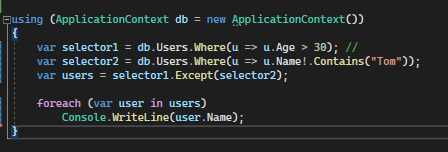 using (ApplicationContext db = new ApplicationContext())
{
var selector1 = db.Users.Where(u => u.Age > 30); //
var selector2 = db.Users.Where(u => u.Name!.Contains("Tom"));
var users = selector1.Except(selector2);
foreach (var user in users)
Console.WriteLine(user.Name);
}